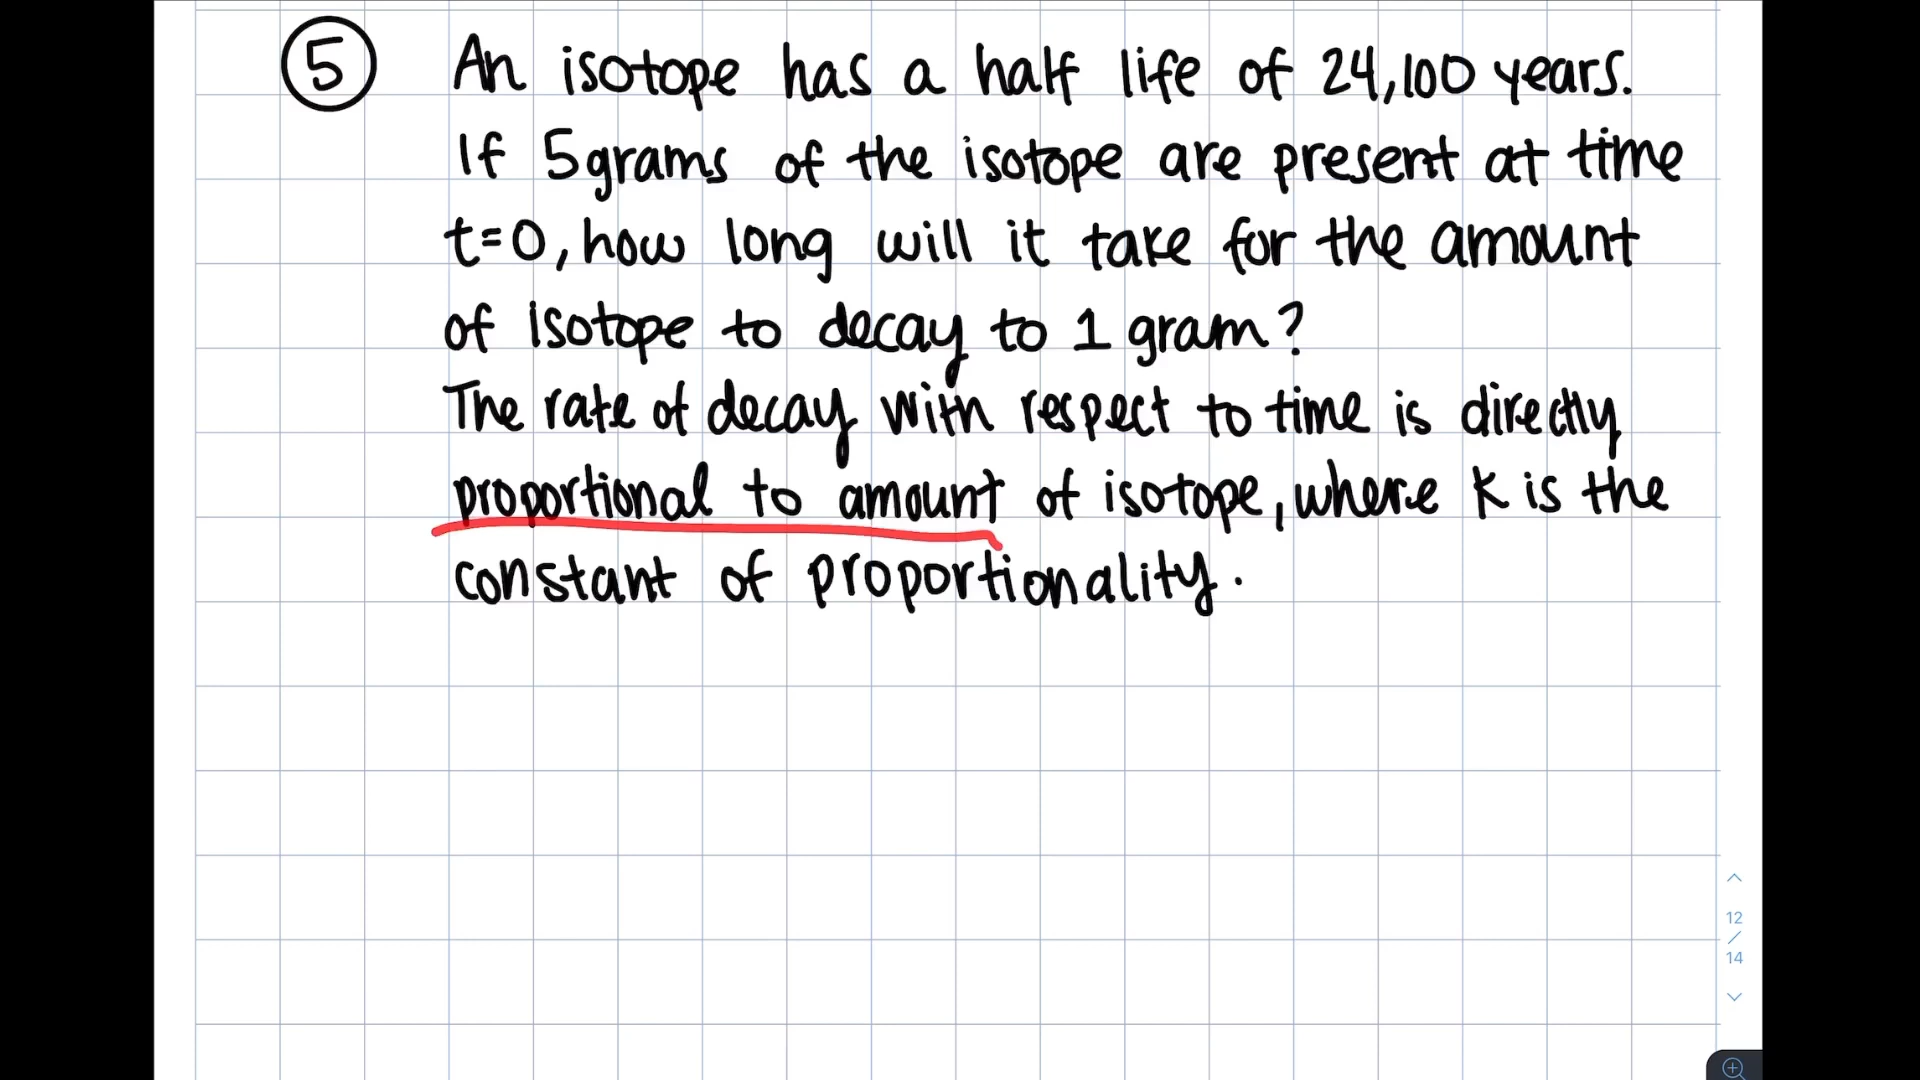 5 An isotope has a half life of 24,100 years.
If 5grams of the isotope are present at time
t=0, how long will it take for the amount
of isotope to decay to 1 gram?
The rate of decay with respect to time is directly
proportional to amount of isotope, where k is the
constant of proportionality.
12
/
14